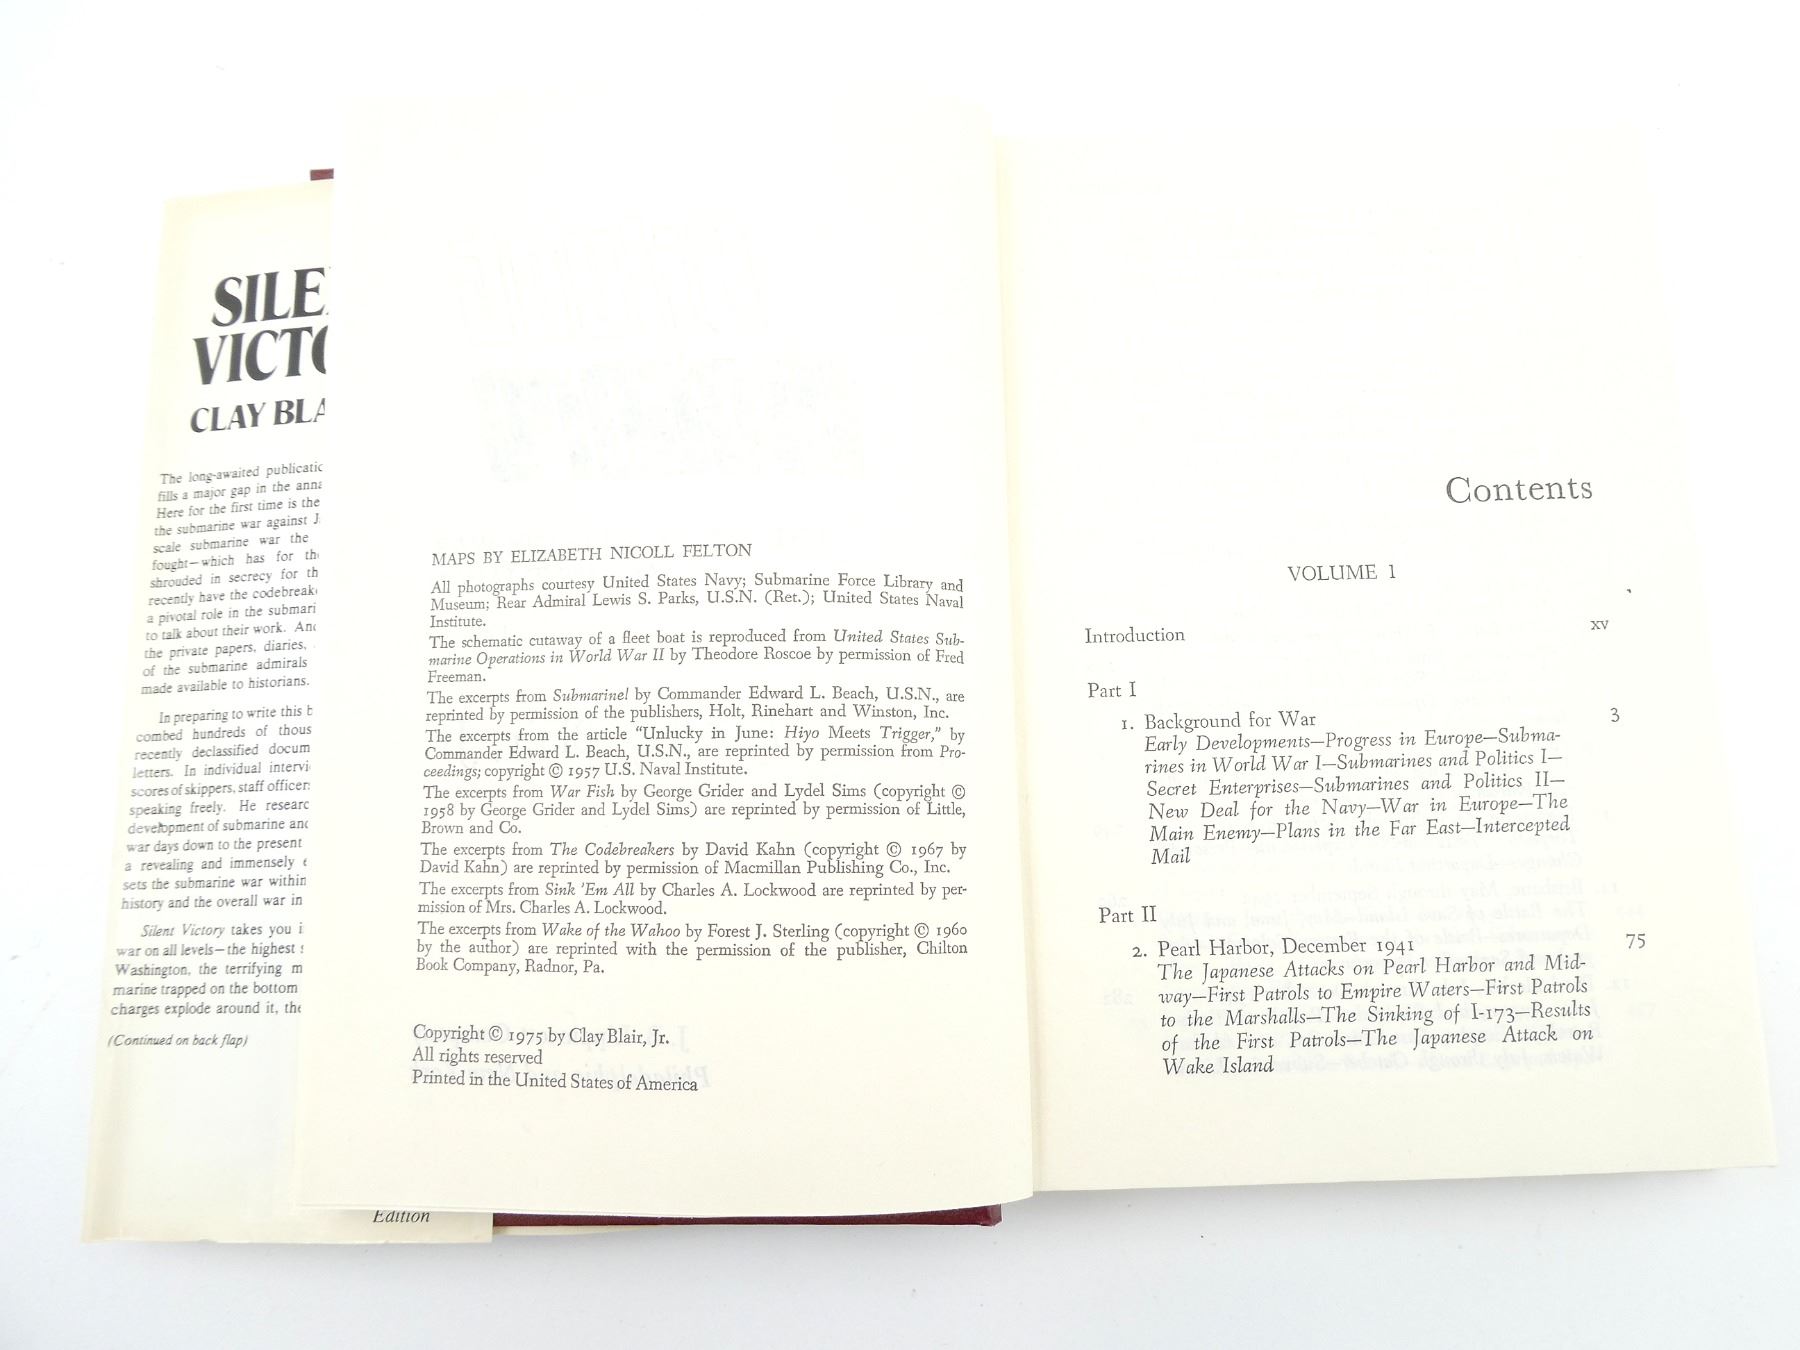 SILE
VICTO
CLAY BLA
The long-awaited publicatio
fills a major gap in the anna
Here for the first time is the
the submarine war against J
scale submarine war the
fought—which has for th
shrouded in secrecy for th
recently have the codebreak
a pivotal role in the submari
to talk about their work. And
the private papers, diaries,
of the submarine admirals
made available to historians.
In preparing to write this b
combed hundreds of thous
recently declassified docum
letters. In individual intervi
scores of skippers, staff officer
speaking freely. He researc
development of submarine and
war days down to the present
a revealing and immensely
sets the submarine war within
history and the overall war in
Silent Victory takes you i
war on all levels—the highest
Washington, the terrifying m
marine trapped on the bottom
charges explode around it, the
(Continued on back flap)
Edition
MAPS BY ELIZABETH NICOLL FELTON
All photographs courtesy United States Navy; Submarine Force Library and
Museum; Rear Admiral Lewis S. Parks, U.S.N. (Ret.); United States Naval
Institute.
The schematic cutaway of a fleet boat is reproduced from United States Sub-
marine Operations in World War II by Theodore Roscoe by permission of Fred
Freeman.
The excerpts from Submarine! by Commander Edward L. Beach, U.S.N., are
reprinted by permission of the publishers, Holt, Rinehart and Winston, Inc.
The excerpts from the article "Unlucky in June: Hiyo Meets Trigger," by
Commander Edward L. Beach, U.S.N., are reprinted by permission from Pro-
ceedings; copyright © 1957 U.S. Naval Institute.
The excerpts from War Fish by George Grider and Lydel Sims (copyright ©
1958 by George Grider and Lydel Sims) are reprinted by permission of Little,
Brown and Co.
The excerpts from The Codebreakers by David Kahn (copyright © 1967 by
David Kahn) are reprinted by permission of Macmillan Publishing Co., Inc.
The excerpts from Sink 'Em All by Charles A. Lockwood are reprinted by per-
mission of Mrs. Charles A. Lockwood.
The excerpts from Wake of the Wahoo by Forest J. Sterling (copyright © 1960
by the author) are reprinted with the permission of the publisher, Chilton
Book Company, Radnor, Pa.
Copyright © 1975 by Clay Blair, Jr.
All rights reserved
Printed in the United States of America
Contents
VOLUME 1
Introduction xv
Part I
1. Background for War 3
Early Developments—Progress in Europe—Subma-
rines in World War I—Submarines and Politics I—
Secret Enterprises—Submarines and Politics II—
New Deal for the Navy—War in Europe—The
Main Enemy—Plans in the Far East—Intercepted
Mail
Part II
2. Pearl Harbor, December 1941 75
The Japanese Attacks on Pearl Harbor and Mid-
way—First Patrols to Empire Waters—First Patrols
to the Marshalls—The Sinking of I-173—Results
of the First Patrols—The Japanese Attack on
Wake Island